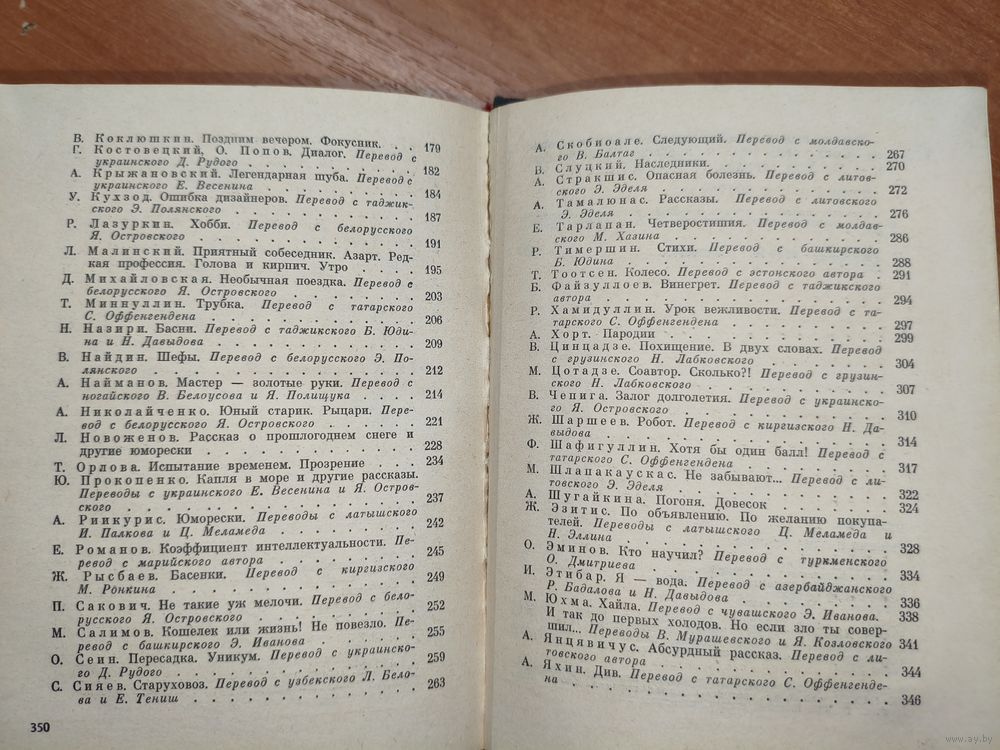 В. Коклюшкин. Поздним вечером. Фокусник. . . 179
Г. Костовецкий, О. Попов. Диалог. Перевод с
украинского Д. Рудого . . . . . . . . . 182
А. Крыжановский. Легендарная шуба. Перевод с
украинского Е. Весенина . . . . . . . . 184
У. Кухзод. Ошибка дизайнеров. Перевод с таджик-
ского Э. Полянского . . . . . . . . . 187
Р. Лазуркин. Хобби. Перевод с белорусского
Я. Островского . . . . . . . . . . . 191
Л. Малинский. Приятный собеседник. Азарт. Ред-
кая профессия. Голова и кирпич. Утро . . . . 195
Д. Михайловская. Необычная поездка. Перевод с
белорусского Я. Островского . . . . . . . 203
Т. Миннуллин. Трубка. Перевод с татарского
С. Оффенгендена . . . . . . . . . . 206
Н. Назири. Басни. Перевод с таджикского Б. Юди-
на и Н. Давыдова . . . . . . . . . . 209
В. Найдин. Шефы. Перевод с белорусского Э. По-
лянского . . . . . . . . . . . . . 212
А. Найманов. Мастер — золотые руки. Перевод с
ногайского В. Белоусова и Я. Полищука . . . 214
А. Николайченко. Юный старик. Рыцари. Пере-
вод с белорусского Я. Островского . . . . . 221
Л. Новоженов. Рассказ о прошлогоднем снеге и
другие юморески . . . . . . . . . . 228
Т. Орлова. Испытание временем. Прозрение . . . 234
Ю. Прокопенко. Капля в море и другие рассказы.
Переводы с украинского Е. Весенина и Я. Остров-
ского . . . . . . . . . . . . . . 237
А. Риикурис. Юморески. Переводы с латышского
И. Палкова и Ц. Меламеда . . . . . . . 242
Е. Романов. Коэффициент интеллектуальности. Пе-
ревод с марийского автора . . . . . . . 245
Ж. Рысбаев. Басенки. Перевод с киргизского
М. Ронкина . . . . . . . . . . . . 249
П. Сакович. Не такие уж мелочи. Перевод с бело-
русского Я. Островского . . . . . . . . 252
М. Салимов. Кошелек или жизнь! Не повезло. Пе-
ревод с башкирского Э. Иванова . . . . . . 255
О. Сеин. Пересадка. Уникум. Перевод с украинско-
го Д. Рудого . . . . . . . . . . . . 259
С. Сияев. Старуховоз. Перевод с узбекского Л. Бело-
ва и Е. Тениш . . . . . . . . . . . 263
350
А. Скобиоале. Следующий. Перевод с молдавско-
го В. Балтаг . . . . . . . . . . . . 267
В. Слуцкий. Наследники. . . . . . . . . 270
А. Стракшис. Опасная болезнь. Перевод с литов-
ского Э. Эделя . . . . . . . . . . . 272
А. Тамалюнас. Рассказы. Перевод с литовского
Э. Эделя . . . . . . . . . . . . . 276
Е. Тарлапан. Четверостишия. Перевод с молдав-
ского М. Хазина . . . . . . . . . . 286
Р. Тимершин. Стихи. Перевод с башкирского
Б. Юдина . . . . . . . . . . . . . 288
Т. Тоотсен. Колесо. Перевод с эстонского автора . 291
Б. Файзуллоев. Винегрет. Перевод с таджикского
автора . . . . . . . . . . . . . . 294
Р. Хамидуллин. Урок вежливости. Перевод с та-
тарского С. Оффенгендена . . . . . . . 297
А. Хорт. Пародии . . . . . . . . . . 299
В. Цинцадзе. Похищение. В двух словах. Перевод
с грузинского Н. Лабковского . . . . . . 304
М. Цотадзе. Соавтор. Сколько?! Перевод с грузин-
ского Н. Лабковского . . . . . . . . . 307
В. Чепига. Залог долголетия. Перевод с украинско-
го Я. Островского . . . . . . . . . . 310
Ж. Шаршеев. Робот. Перевод с киргизского Н. Да-
выдова . . . . . . . . . . . . . . 314
Ф. Шафигуллин. Хотя бы один балл! Перевод с
татарского С. Оффенгендена . . . . . . . 317
М. Шлапакаускас. Не забывают... Перевод с ли-
товского Э. Эделя . . . . . . . . . . 322
А. Шугайкина. Погоня. Довесок . . . . . . 324
Ж. Эзитис. По объявлению. По желанию покупа-
телей. Переводы с латышского Ц. Меламеда и
Н. Эллина . . . . . . . . . . . . . 328
О. Эминов. Кто научил? Перевод с туркменского
О. Дмитриева . . . . . . . . . . . . 334
И. Этибар. Я — вода. Перевод с азербайджанского
Р. Бадалова и Н. Давыдова . . . . . . . 336
М. Юхма. Хайла. Перевод с чувашского Э. Иванова. 338
И так до первых холодов. Но если зло ты совер-
шил... Переводы В. Мурашевского и Я. Козловского 341
А. Янцявичус. Абсурдный рассказ. Перевод с ли-
товского автора . . . . . . . . . . 344
А. Яхин. Див. Перевод с татарского С. Оффенгенде-
на . . . . . . . . . . . . . . . 346
www.ay.by